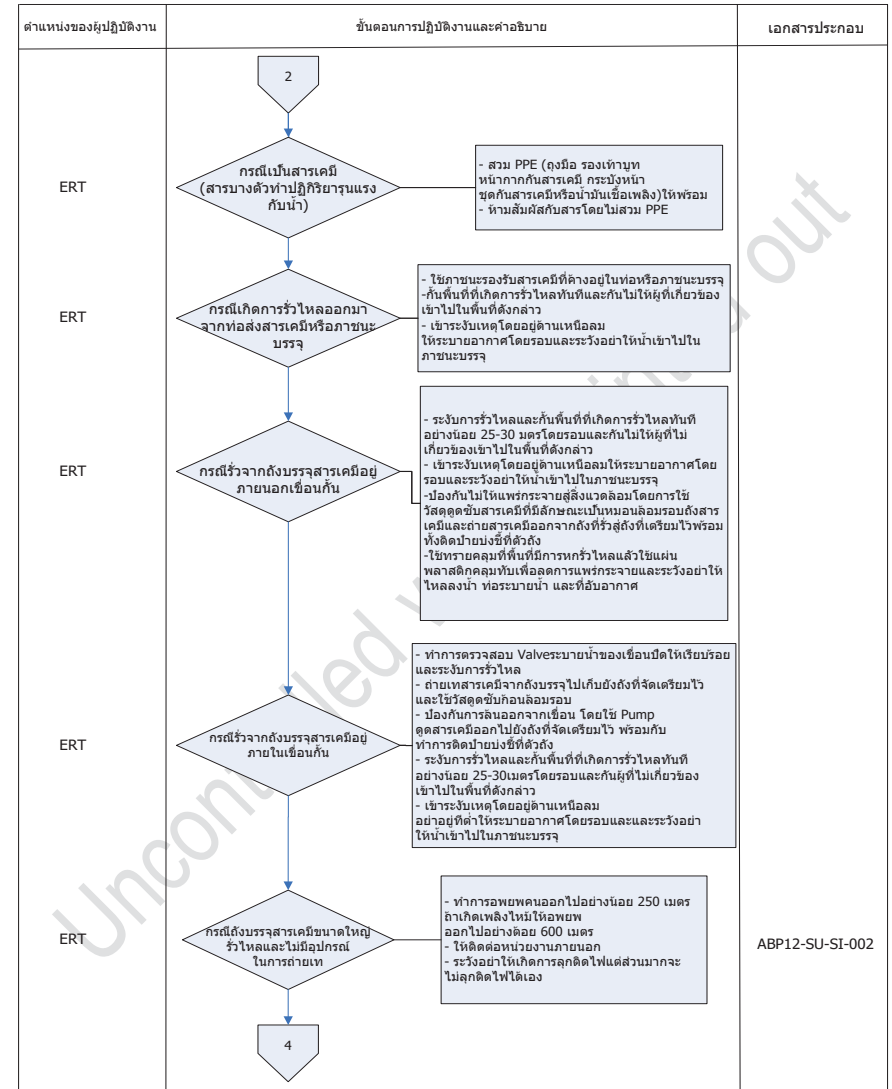 ตำแหน่งของผู้ปฏิบัติงาน
ขั้นตอนการปฏิบัติงานและคำอธิบาย
เอกสารประกอบ
2
ERT
กรณีเป็นสารเคมี
(สารบางตัวทำปฏิกิริยารุนแรง
กับน้ำ)
- สวม PPE (ถุงมือ รองเท้าบูท
หน้ากากกันสารเคมี กระบังหน้า
ชุดกันสารเคมีหรือน้ำมันเชื้อเพลิง)ให้พร้อม
- ห้ามสัมผัสกับสารโดยไม่สวม PPE
ERT
กรณีเกิดการรั่วไหลออกมา
จากท่อส่งสารเคมีหรือภาชนะ
บรรจุ
- ใช้ภาชนะรองรับสารเคมีที่ค้างอยู่ในท่อหรือภาชนะบรรจุ
-กั้นพื้นที่ที่เกิดการรั่วไหลทันทีและกันไม่ให้ผู้ที่เกี่ยวข้อง
เข้าไปในพื้นที่ดังกล่าว
- เข้าระงับเหตุโดยอยู่ด้านเหนือลม
ให้ระบายอากาศโดยรอบและระวังอย่าให้น้ำเข้าไปใน
ภาชนะบรรจุ
ERT
กรณีรั่วจากถังบรรจุสารเคมีอยู่
ภายนอกเขื่อนกั้น
- ระงับการรั่วไหลและกั้นพื้นที่ที่เกิดการรั่วไหลทันที
อย่างน้อย 25-30 มตรโดยรอบและกันไม่ให้ผู้ที่ไม่
เกี่ยวข้องเข้าไปในพื้นที่ดังกล่าว
- เข้าระงับเหตุโดยอยู่ด้านเหนือลมให้ระบายอากาศโดย
รอบและระวังอย่าให้น้ำเข้าไปในภาชนะบรรจุ
-ป้องกันไม่ให้แพร่กระจายสู่สิ่งแวดล้อมโดยการใช้
วัสดุดูดซับสารเคมีที่มีลักษณะเป็นหมอนล้อมรอบถังสาร
เคมีและถ่ายสารเคมีออกจากถังที่รั่วสู่ถังที่เตรียมไว้พร้อม
ทั้งติดป้ายบ่งชี้ที่ตัวถัง
-ใช้ทรายคลุมที่พื้นที่มีการหกรั่วไหลแล้วใช้แผ่น
พลาสติกคลุมทับเพื่อลดการแพร่กระจายและระวังอย่าให้
ไหลลงน้ำ ท่อระบายน้ำ และที่อับอากาศ
ERT
กรณีรั่วจากถังบรรจุสารเคมีอยู่
ภายในเขื่อนกั้น
- ทำการตรวจสอบ Valveระบายน้ำของเขื่อนปิดให้เรียบร้อย
และระงับการรั่วไหล
- ถ่ายเทสารเคมีจากถังบรรจุไปเก็บยังถังที่จัดเตรียมไว้
และใช้วัสดุดูดซับก้อนล้อมรอบ
- ป้องกันการล้นออกจากเขื่อน โดยใช้ Pump
ดูดสารเคมีออกไปยังถังที่จัดเตรียมไว้ พร้อมกับ
ทำการติดป้ายบ่งชี้ที่ตัวถัง
- ระงับการรั่วไหลและกั้นพื้นที่ที่เกิดการรั่วไหลทันที
อย่างน้อย 25-30เมตรโดยรอบและกันผู้ที่ไม่เกี่ยวข้อง
เข้าไปในพื้นที่ดังกล่าว
- เข้าระงับเหตุโดยอยู่ด้านเหนือลม
อย่าอยู่ที่ต่ำให้ระบายอากาศโดยรอบและและระวังอย่า
ให้น้ำเข้าไปในภาชนะบรรจุ
ERT
กรณีถังบรรจุสารเคมีขนาดใหญ่
รั่วไหลและไม่มีอุปกรณ์
ในการถ่ายเท
- ทำการอพยพคนออกไปอย่างน้อย 250 เมตร
ถ้าเกิดเพลิงไหม้ให้อพยพ
ออกไปอย่างต้อย 600 เมตร
- ให้ติดต่อหน่วยงานภายนอก
- ระวังอย่าให้เกิดการลุกติดไฟแต่ส่วนมากจะ
ไม่ลุกติดไฟได้เอง
ABP12-SU-SI-002
4